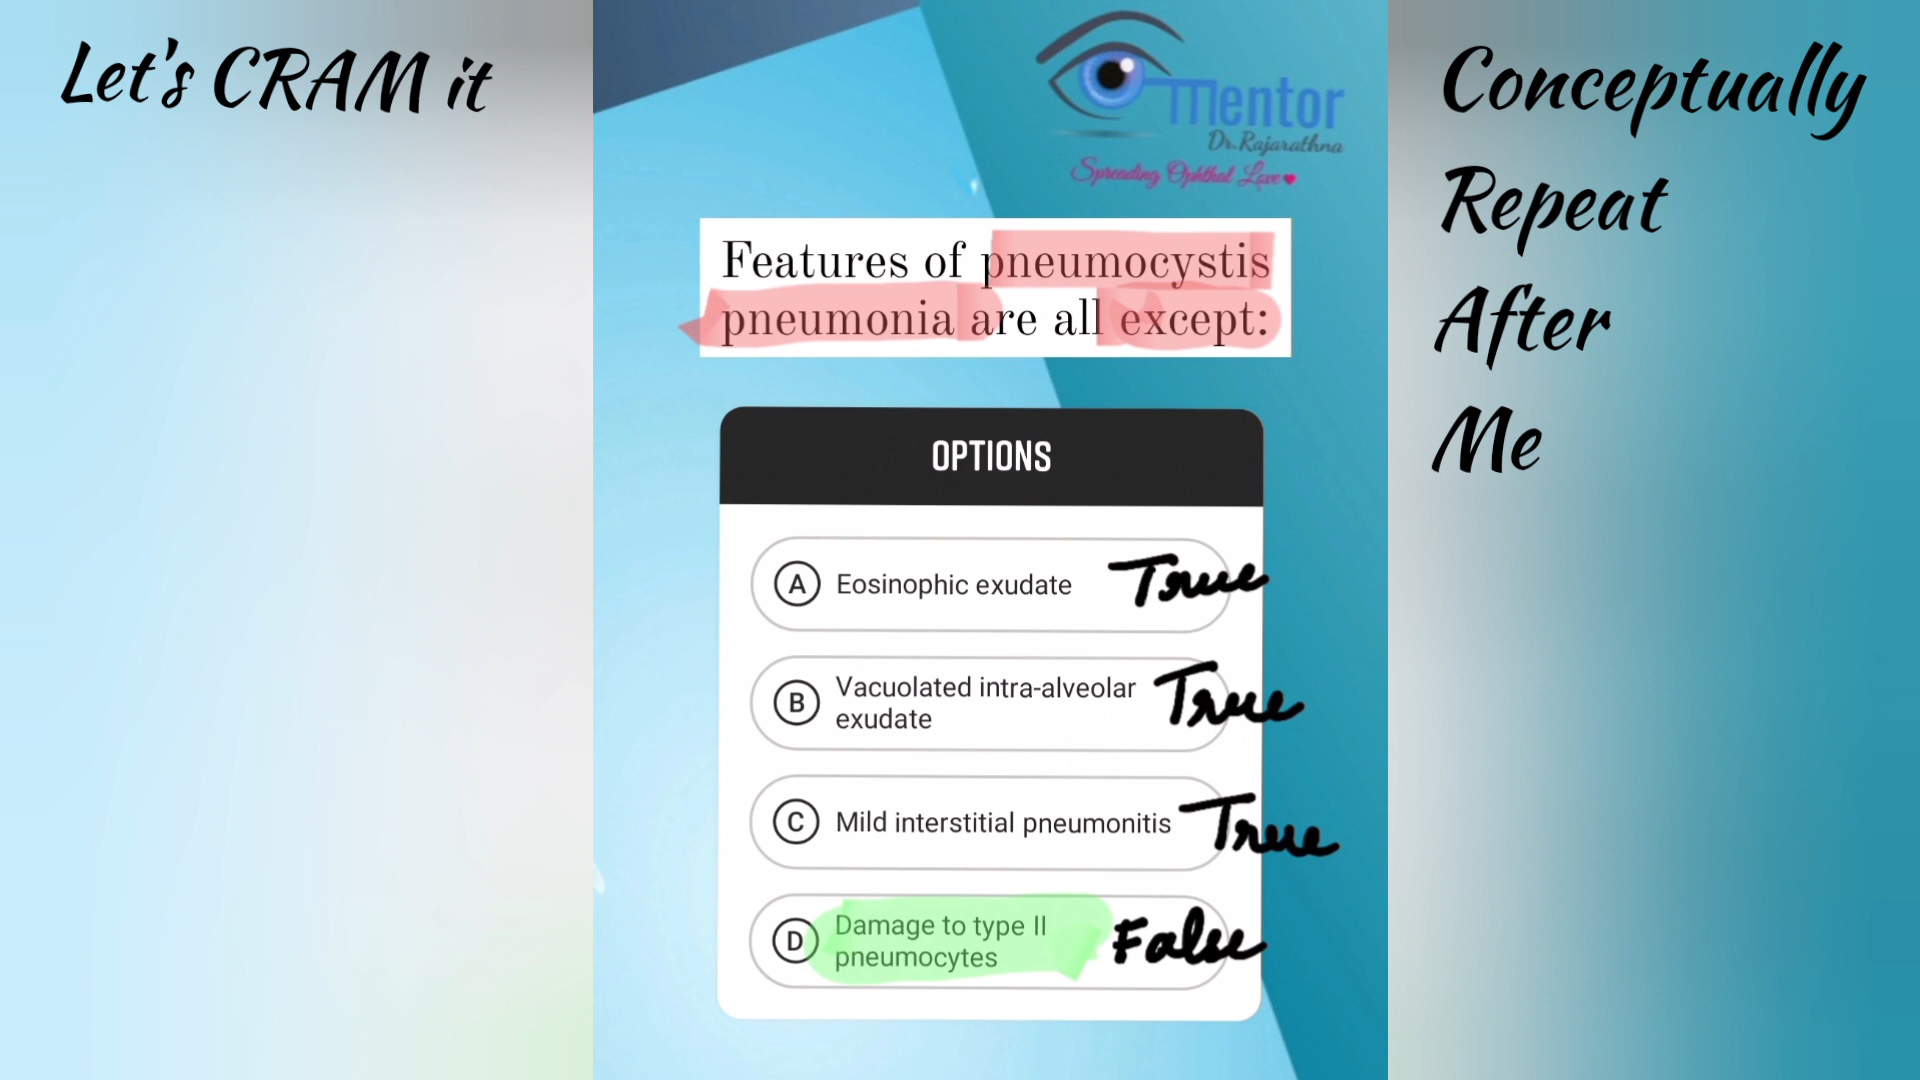 Let's CRAM it
Conceptually
Repeat
After
Me
mentor
Dr.Rajarathna
Spreading Ophthal Love
Features of pneumocystis
pneumonia are all except:
OPTIONS
A Eosinophic exudate True
B Vacuolated intra-alveolar
exudate True
C Mild interstitial pneumonitis True
D Damage to type II
pneumocytes False